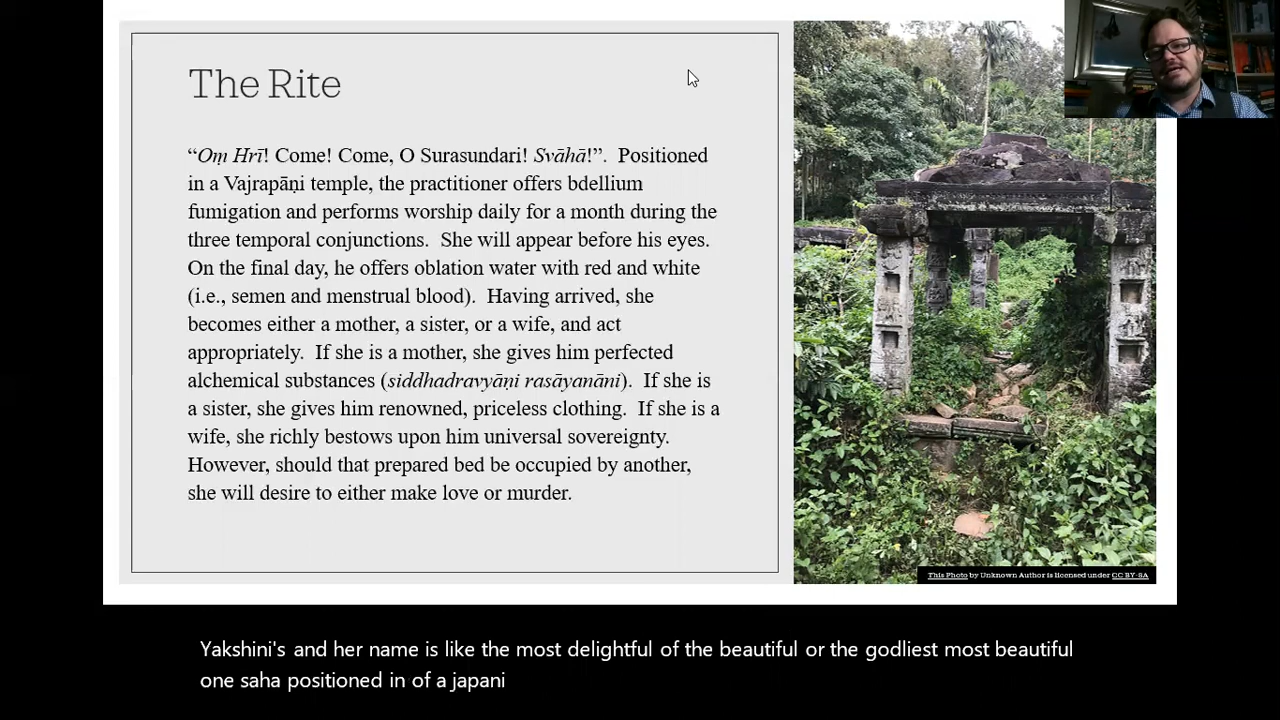 The Rite
“Oṃ Hrī! Come! Come, O Surasundari! Svāhā!”. Positioned
in a Vajrapāṇi temple, the practitioner offers bdellium
fumigation and performs worship daily for a month during the
three temporal conjunctions. She will appear before his eyes.
On the final day, he offers oblation water with red and white
(i.e., semen and menstrual blood). Having arrived, she
becomes either a mother, a sister, or a wife, and act
appropriately. If she is a mother, she gives him perfected
alchemical substances (siddhadravyāṇi rasāyanāni). If she is
a sister, she gives him renowned, priceless clothing. If she is a
wife, she richly bestows upon him universal sovereignty.
However, should that prepared bed be occupied by another,
she will desire to either make love or murder.
This Photo by Unknown Author is licensed under CC BY-SA
Yakshini's and her name is like the most delightful of the beautiful or the godliest most beautiful
one saha positioned in of a japani